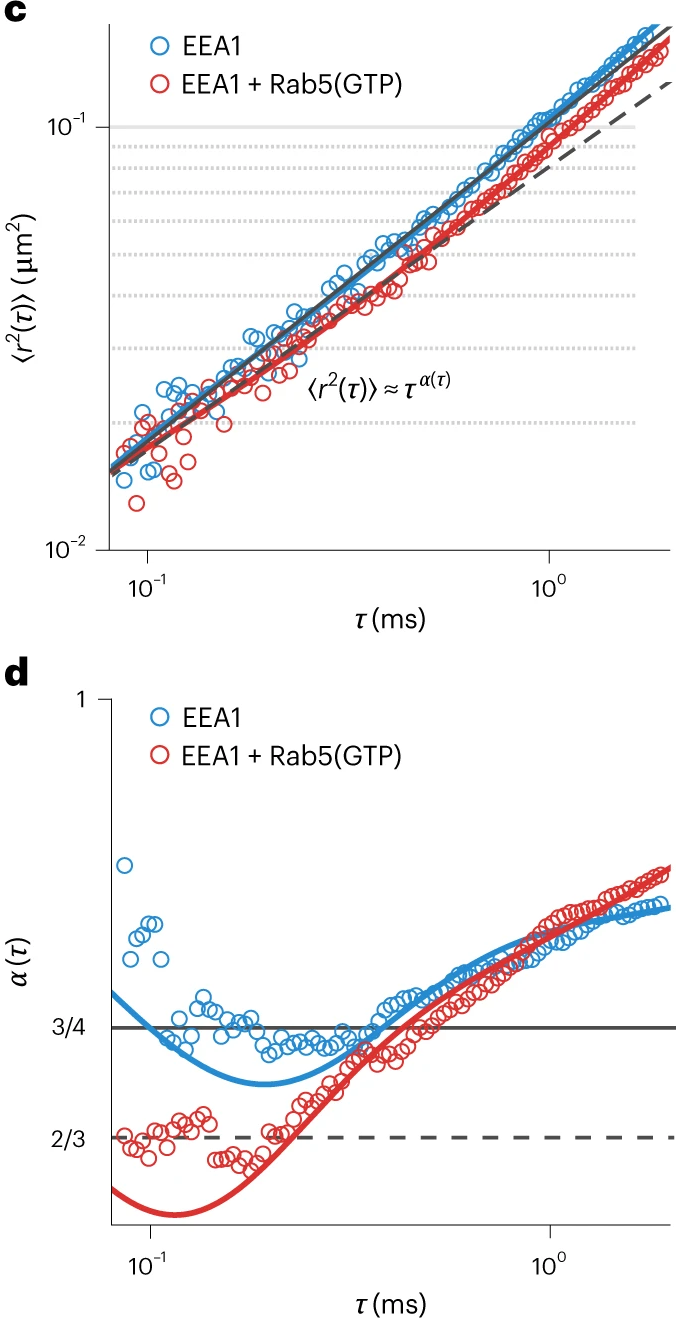 c
EEA1
EEA1 + Rab5(GTP)
10⁻¹
⟨r²(τ)⟩ (μm²)
⟨r²(τ)⟩ ≈ τ^α(τ)
10⁻²
10⁻¹
10⁰
τ (ms)
d
1
EEA1
EEA1 + Rab5(GTP)
α(τ)
3/4
2/3
10⁻¹
10⁰
τ (ms)